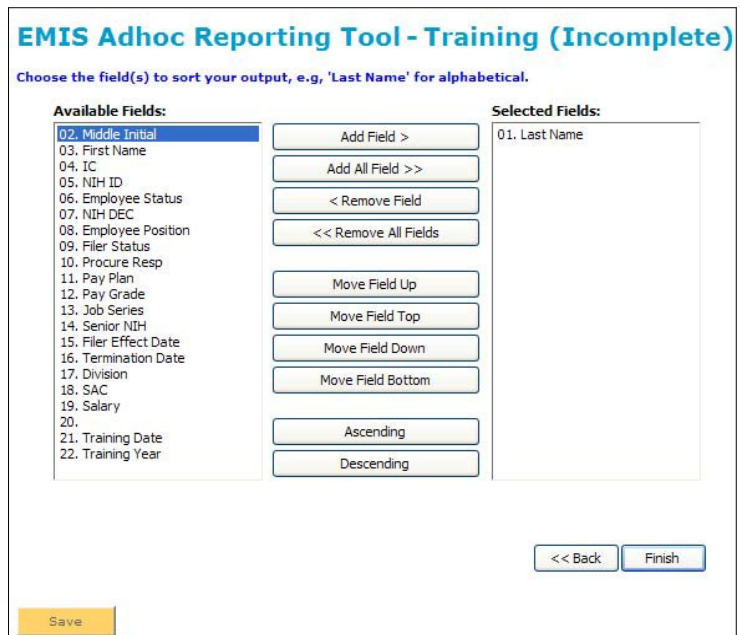 EMIS Adhoc Reporting Tool - Training (Incomplete)
Choose the field(s) to sort your output, e.g, 'Last Name' for alphabetical.
Available Fields:
02. Middle Initial
03. First Name
04. IC
05. NIH ID
06. Employee Status
07. NIH DEC
08. Employee Position
09. Filer Status
10. Procure Resp
11. Pay Plan
12. Pay Grade
13. Job Series
14. Senior NIH
15. Filer Effect Date
16. Termination Date
17. Division
18. SAC
19. Salary
20.
21. Training Date
22. Training Year
Add Field >
Add All Field >>
< Remove Field
<< Remove All Fields
Move Field Up
Move Field Top
Move Field Down
Move Field Bottom
Ascending
Descending
Selected Fields:
01. Last Name
<< Back
Finish
Save